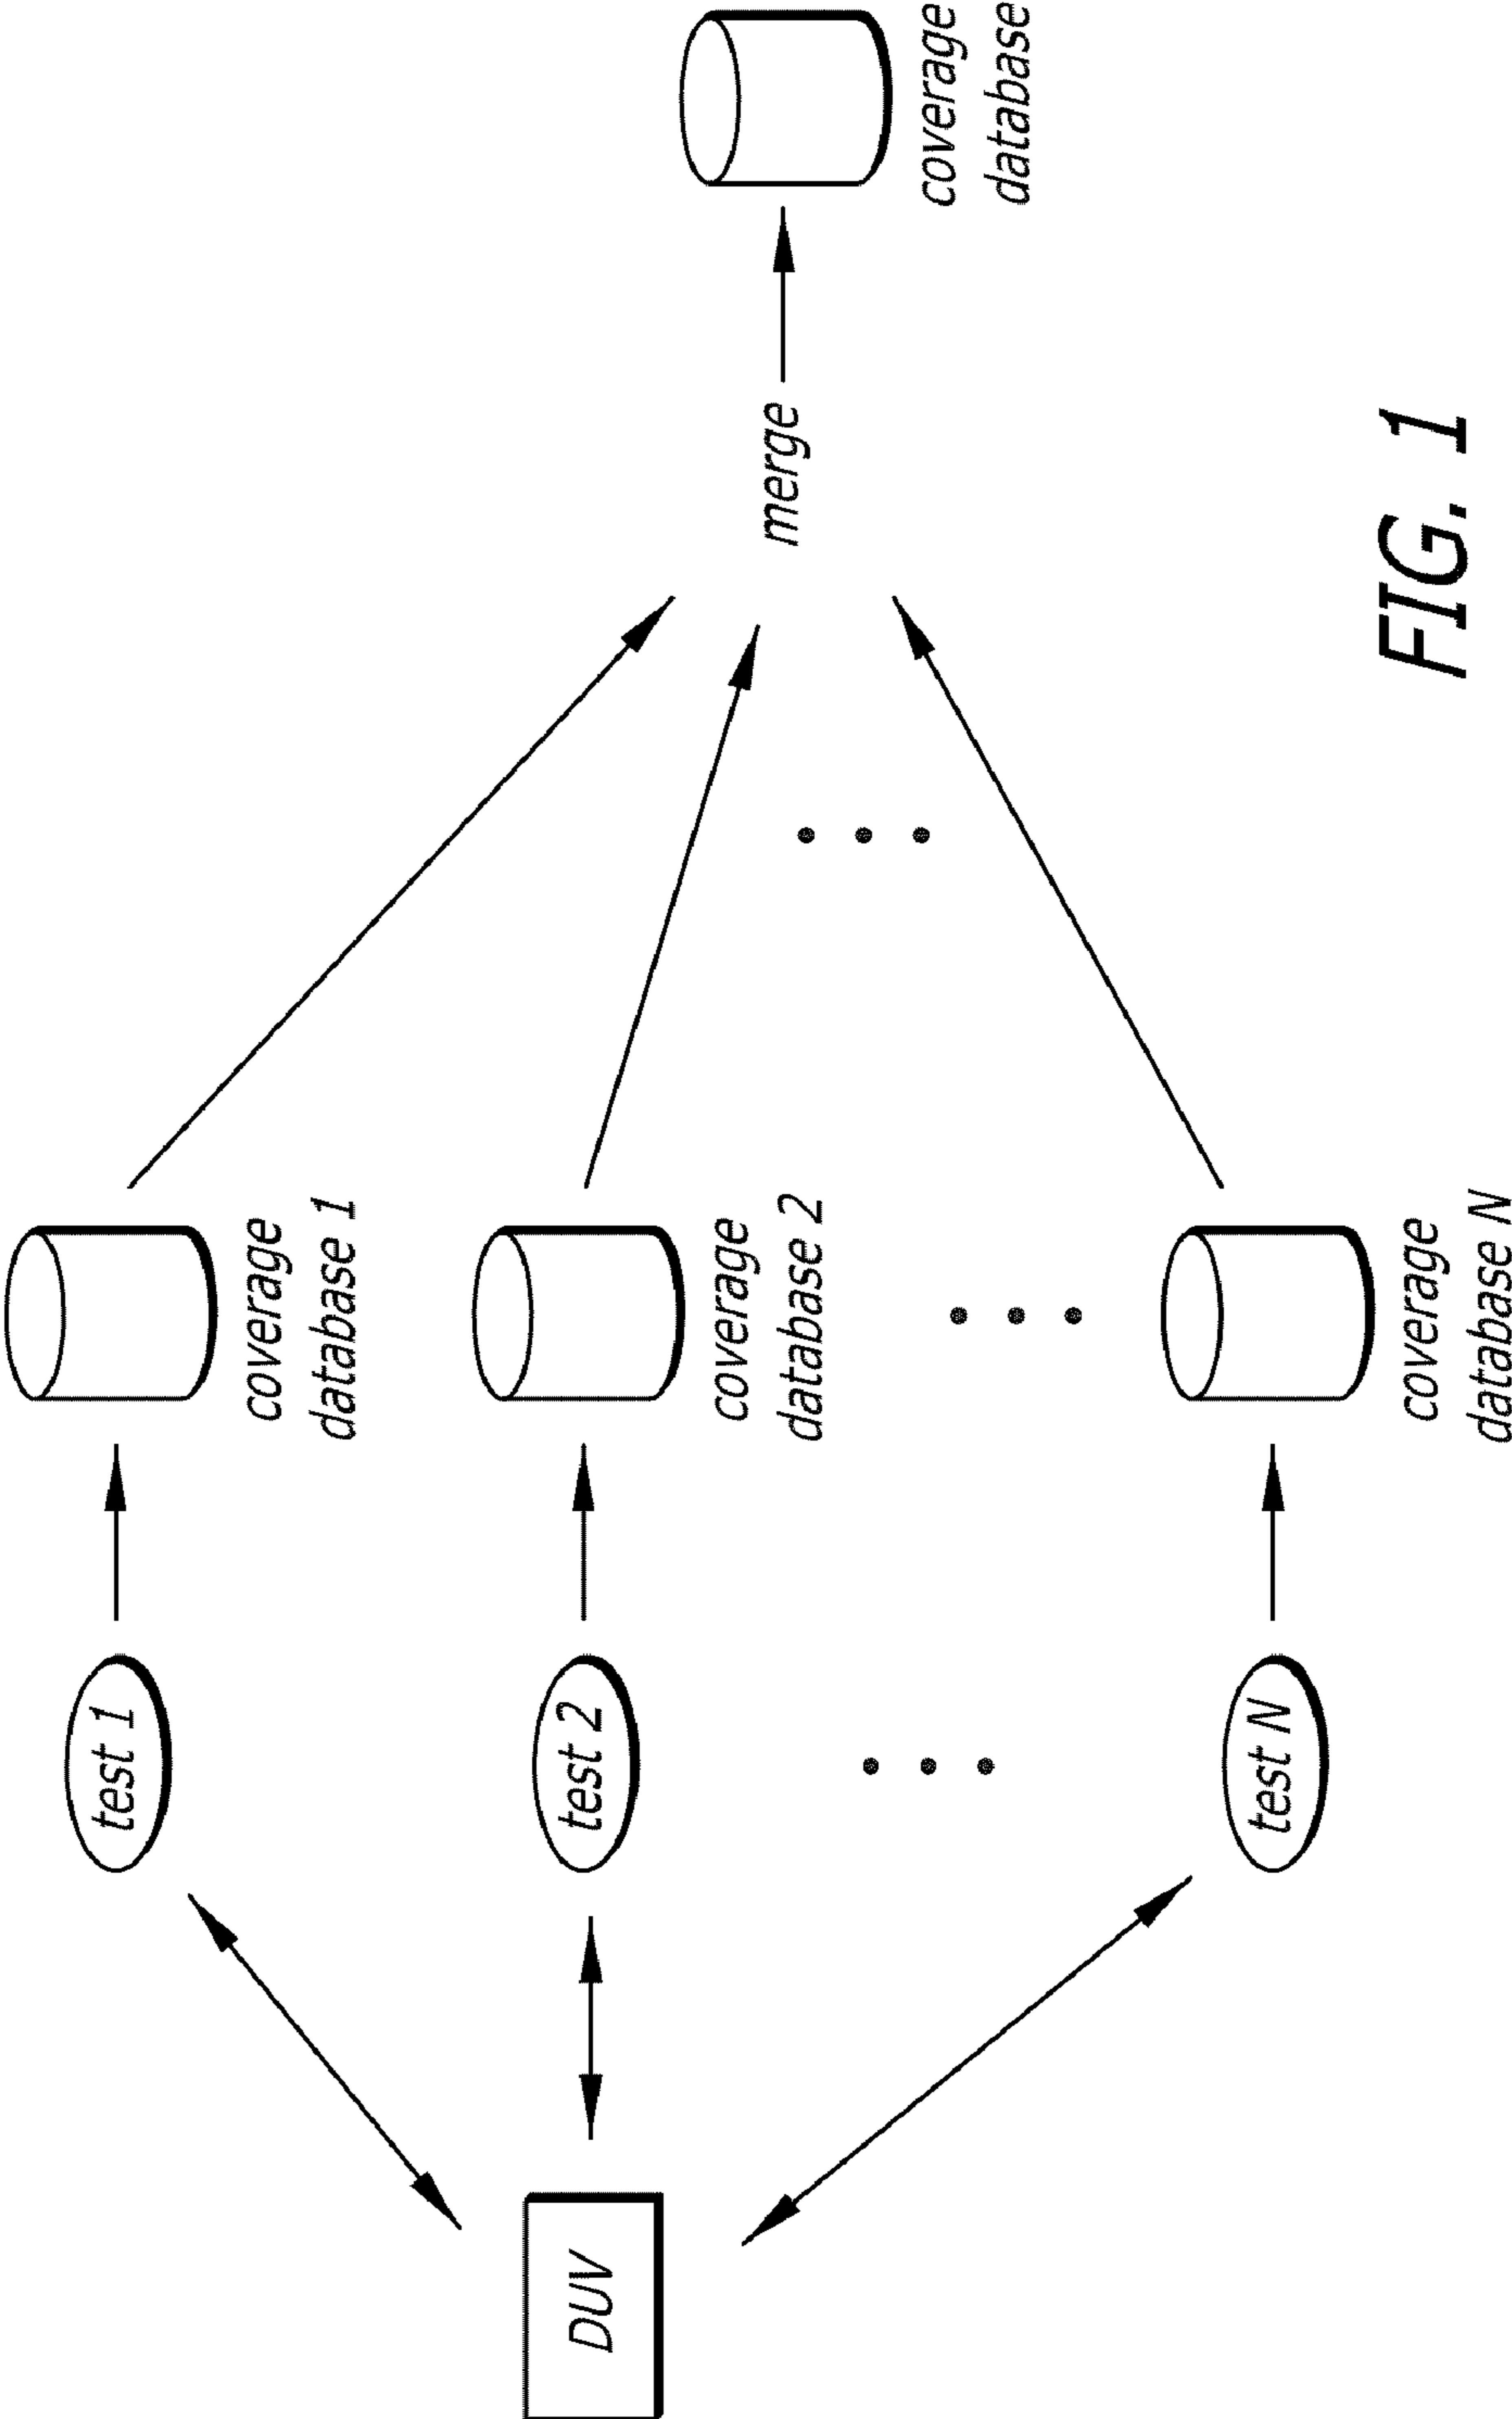 DUV
test 1
test 2
test N
coverage
database 1
coverage
database 2
coverage
database N
merge
coverage
database
FIG. 1